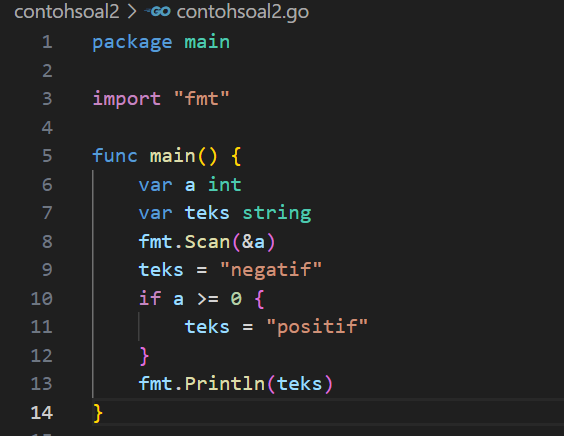 contohsoal2 > GO contohsoal2.go
1 package main
2
3 import "fmt"
4
5 func main() {
6     var a int
7     var teks string
8     fmt.Scan(&a)
9     teks = "negatif"
10     if a >= 0 {
11         teks = "positif"
12     }
13     fmt.Println(teks)
14 }